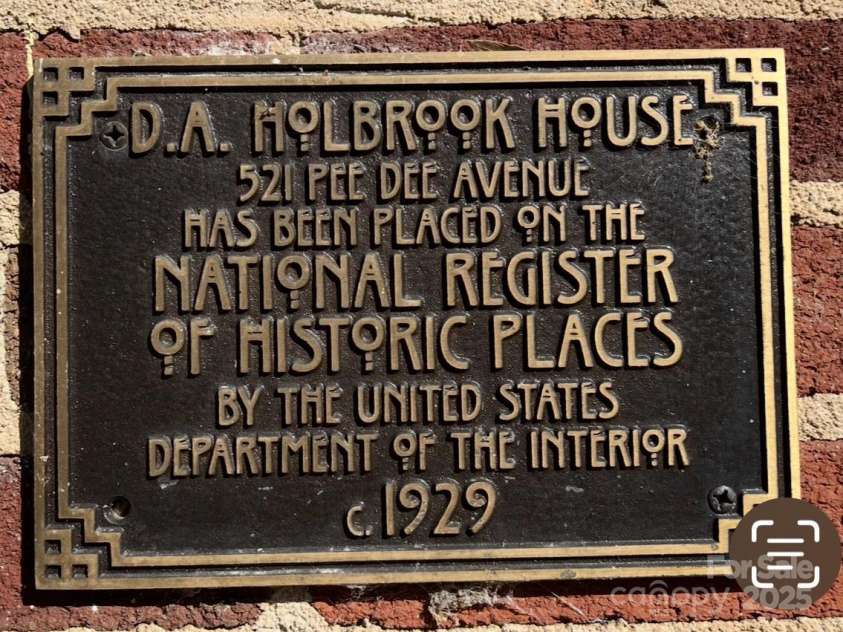 D.A. HOLBROOK HOUSE
521 PEE DEE AVENUE
HAS BEEN PLACED ON THE
NATIONAL REGISTER
OF HISTORIC PLACES
BY THE UNITED STATES
DEPARTMENT OF THE INTERIOR
c.1929
For Sale
canopy 2025